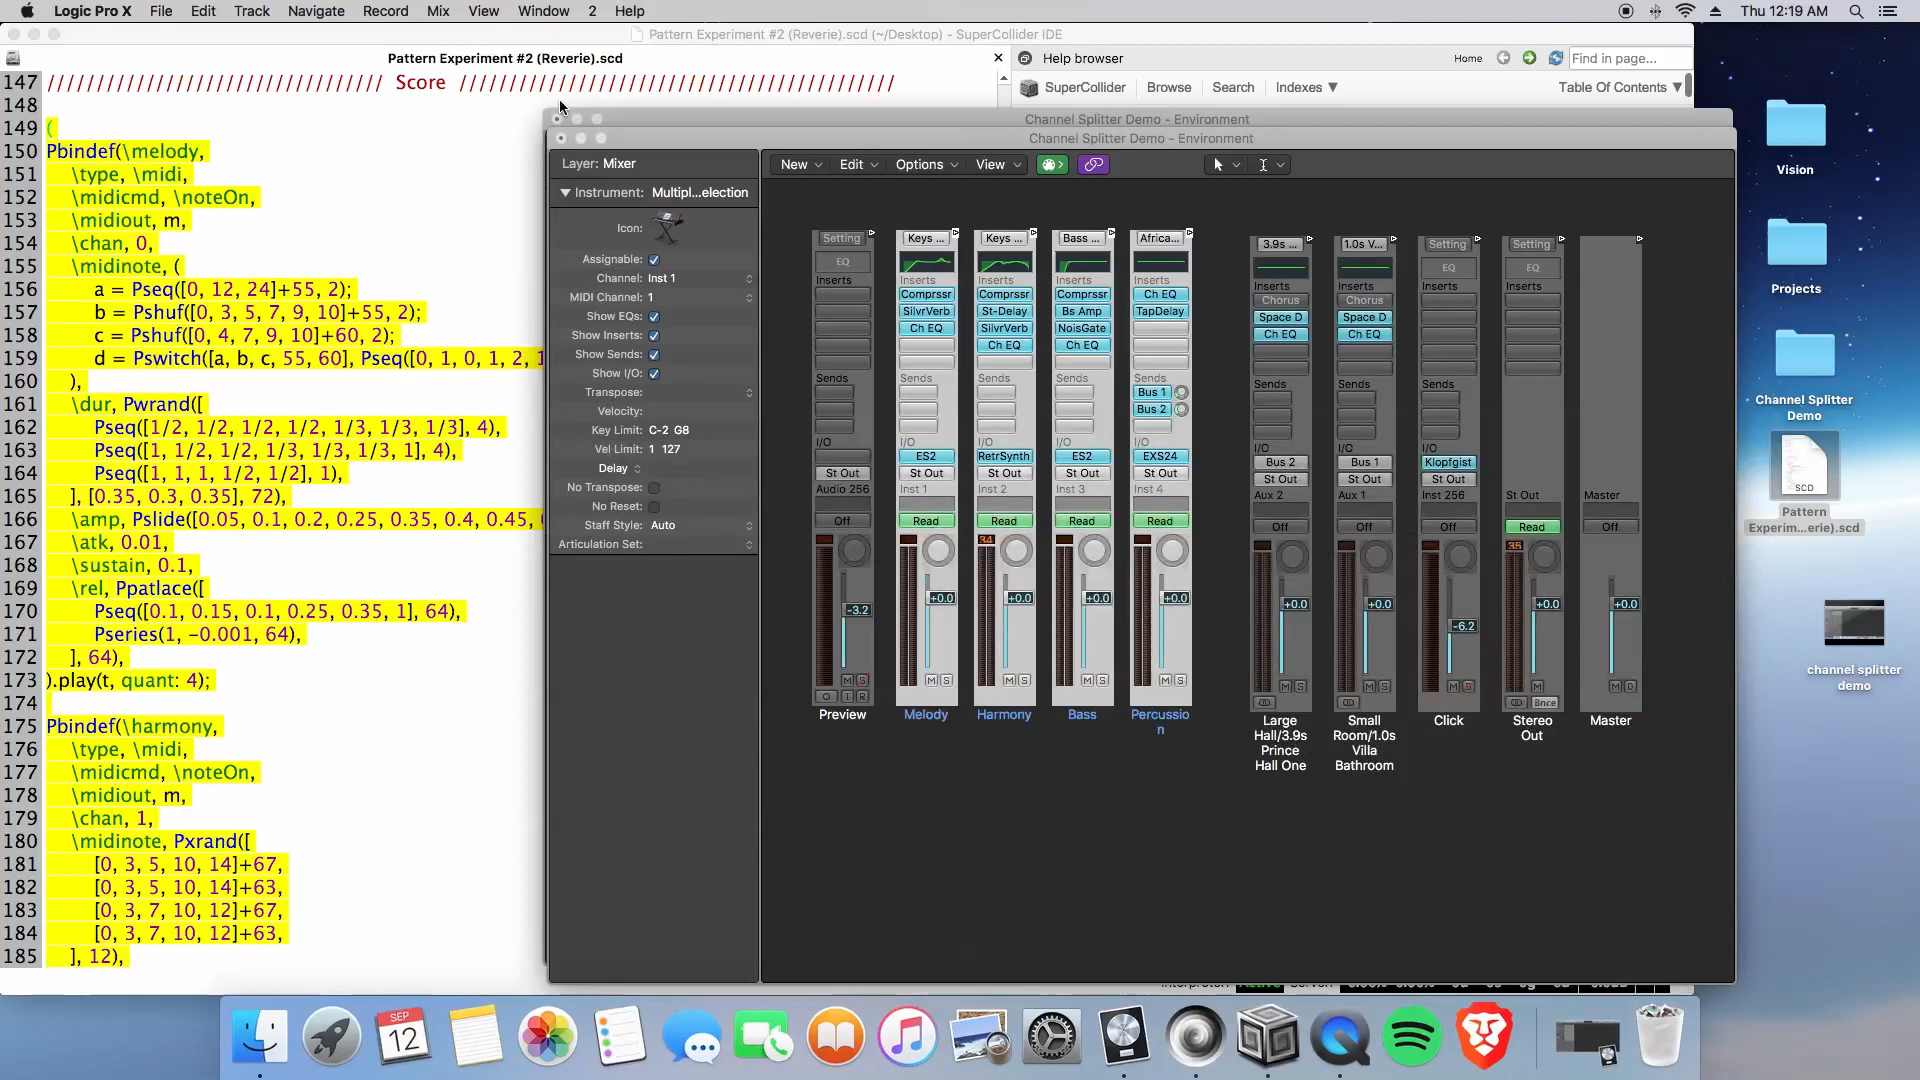 Logic Pro X File Edit Track Navigate Record Mix View Window 2 Help Thu 12:19 AM
Pattern Experiment #2 (Reverie).scd (~/Desktop) - SuperCollider IDE
Pattern Experiment #2 (Reverie).scd
Help browser Home Find in page...
SuperCollider Browse Search Indexes ▼ Table Of Contents ▼
147 ////////////////////////////////// Score ////////////////////////////////////////////
148
149 (
150 Pbindef(\melody,
151 \type, \midi,
152 \midicmd, \noteOn,
153 \midiout, m,
154 \chan, 0,
155 \midinote, (
156 a = Pseq([0, 12, 24]+55, 2);
157 b = Pshuf([0, 3, 5, 7, 9, 10]+55, 2);
158 c = Pshuf([0, 4, 7, 9, 10]+60, 2);
159 d = Pswitch([a, b, c, 55, 60], Pseq([0, 1, 0, 1, 2, 1
160 ),
161 \dur, Pwrand([
162 Pseq([1/2, 1/2, 1/2, 1/2, 1/3, 1/3, 1/3], 4),
163 Pseq([1, 1/2, 1/2, 1/3, 1/3, 1/3, 1], 4),
164 Pseq([1, 1, 1, 1/2, 1/2], 1),
165 ], [0.35, 0.3, 0.35], 72),
166 \amp, Pslide([0.05, 0.1, 0.2, 0.25, 0.35, 0.4, 0.45,
167 \atk, 0.01,
168 \sustain, 0.1,
169 \rel, Ppatlace([
170 Pseq([0.1, 0.15, 0.1, 0.25, 0.35, 1], 64),
171 Pseries(1, -0.001, 64),
172 ], 64),
173 ).play(t, quant: 4);
174
175 Pbindef(\harmony,
176 \type, \midi,
177 \midicmd, \noteOn,
178 \midiout, m,
179 \chan, 1,
180 \midinote, Pxrand([
181 [0, 3, 5, 10, 14]+67,
182 [0, 3, 5, 10, 14]+63,
183 [0, 3, 7, 10, 12]+67,
184 [0, 3, 7, 10, 12]+63,
185 ], 12),
Channel Splitter Demo - Environment
Channel Splitter Demo - Environment
Layer: Mixer
New Edit Options View
Instrument: Multipl...election
Icon:
Assignable:
Channel: Inst 1
MIDI Channel: 1
Show EQs:
Show Inserts:
Show Sends:
Show I/O:
Transpose:
Velocity:
Key Limit: C-2 G8
Vel Limit: 1 127
Delay
No Transpose:
No Reset:
Staff Style: Auto
Articulation Set:
Setting Keys ... Keys ... Bass ... Africa... 3.9s ... 1.0s V... Setting Setting
EQ EQ EQ
Inserts Inserts Inserts Inserts Inserts Inserts Inserts Inserts Inserts
Comprssr Comprssr Comprssr Ch EQ Chorus Chorus
SilvrVerb St-Delay Bs Amp TapDelay Space D Space D
Ch EQ SilvrVerb NoisGate Ch EQ Ch EQ
Ch EQ Ch EQ
Sends Sends Sends Sends Sends Sends Sends Sends
Bus 1
Bus 2
I/O I/O I/O I/O I/O I/O I/O I/O
ES2 RetrSynth ES2 EXS24 Bus 2 Bus 1 Klopfgist
St Out St Out St Out St Out St Out St Out St Out St Out
Audio 256 Inst 1 Inst 2 Inst 3 Inst 4 Aux 2 Aux 1 Inst 256 St Out Master
Off Read Read Read Read Off Off Off Read Off
34 35
-3.2 +0.0 +0.0 +0.0 +0.0 +0.0 +0.0 -6.2 +0.0 +0.0
M S M S M S M S M S M S M S M S M M D
O I R Bnce
Preview
Melody
Harmony
Bass
Percussio
n
Large
Hall/3.9s
Prince
Hall One
Small
Room/1.0s
Villa
Bathroom
Click
Stereo
Out
Master
Vision
Projects
Channel Splitter
Demo
SCD
Pattern
Experim...erie).scd
channel splitter
demo
SEP
12